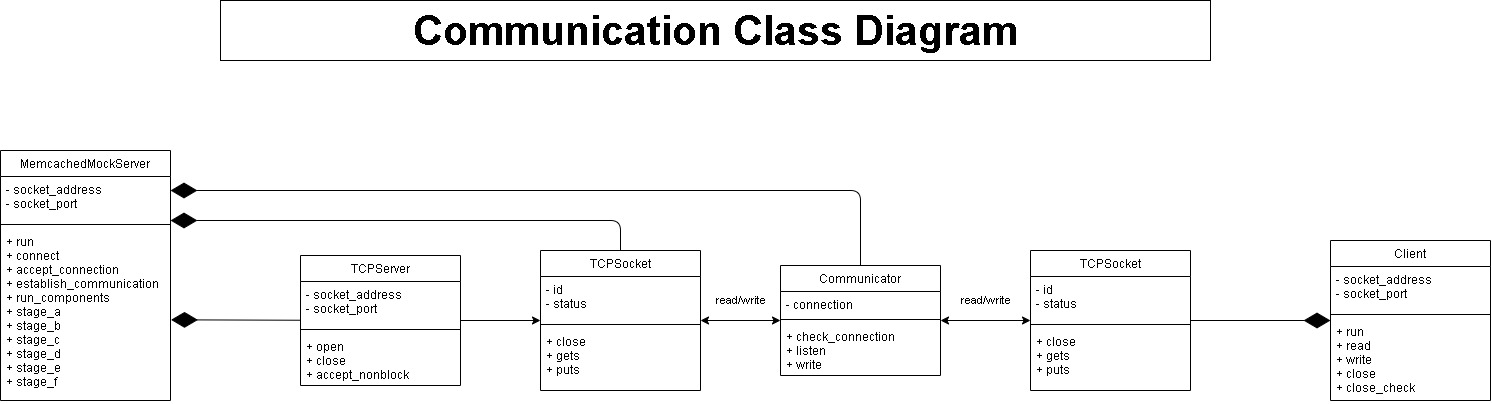 Communication Class Diagram
MemcachedMockServer
- socket_address
- socket_port
+ run
+ connect
+ accept_connection
+ establish_communication
+ run_components
+ stage_a
+ stage_b
+ stage_c
+ stage_d
+ stage_e
+ stage_f
TCPServer
- socket_address
- socket_port
+ open
+ close
+ accept_nonblock
TCPSocket
- id
- status
+ close
+ gets
+ puts
read/write
Communicator
- connection
+ check_connection
+ listen
+ write
read/write
TCPSocket
- id
- status
+ close
+ gets
+ puts
Client
- socket_address
- socket_port
+ run
+ read
+ write
+ close
+ close_check